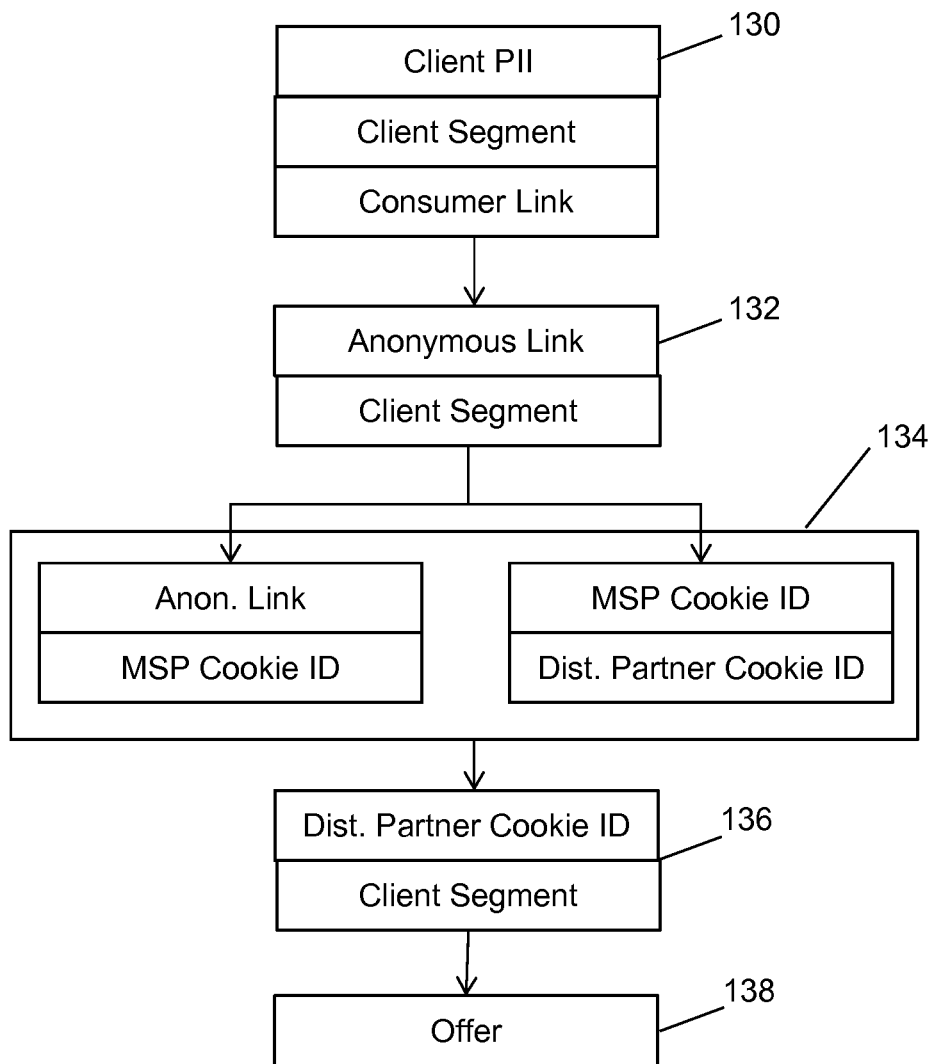 130
Client PII
Client Segment
Consumer Link
132
Anonymous Link
Client Segment
134
Anon. Link
MSP Cookie ID
MSP Cookie ID
Dist. Partner Cookie ID
Dist. Partner Cookie ID
136
Client Segment
138
Offer